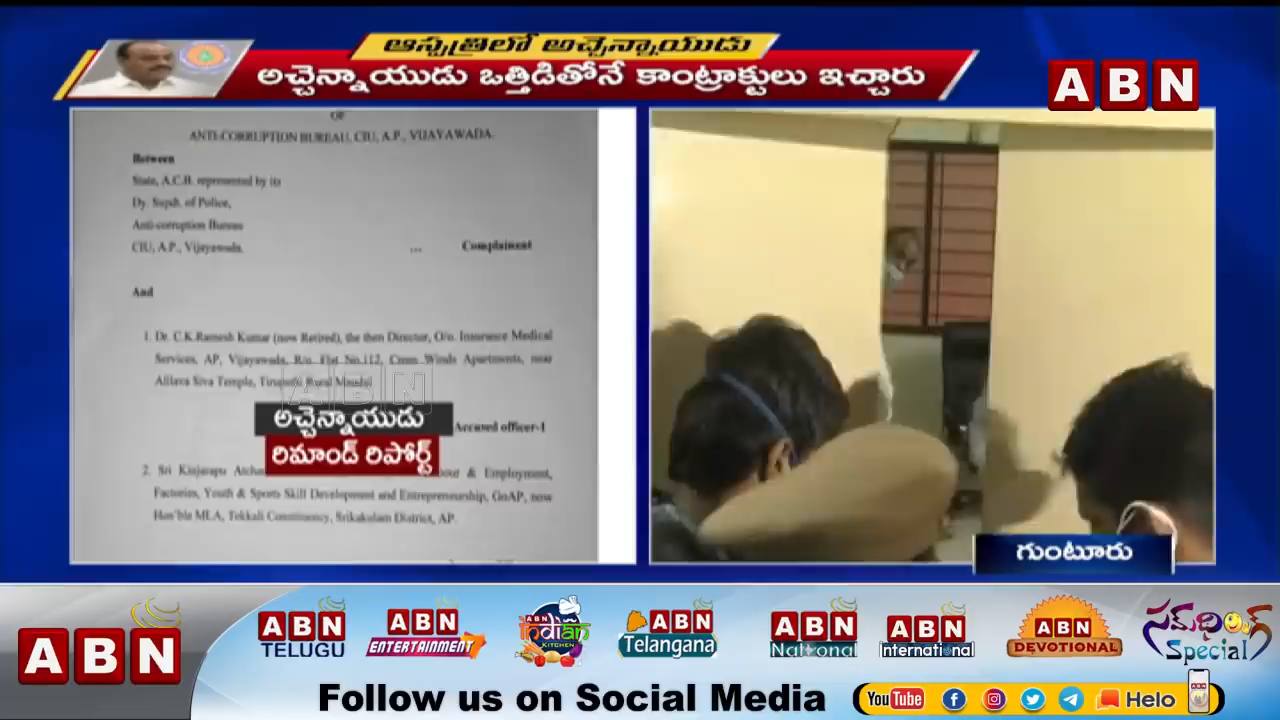 ఆస్పత్రిలో అచ్చెన్నాయుడు
అచ్చెన్నాయుడు ఒత్తిడితోనే కాంట్రాక్టులు ఇచ్చారు
ABN
OF
ANTI-CORRUPTION BUREAU, CIU, A.P., VIJAYAWADA.
Between
State, A.C.B. represented by its
Dy. Supdt. of Police,
Anti-corruption Bureau
CIU, A.P., Vijayawada. ... Complainent
And
1. Dr. C.K.Ramesh Kumar (now Retired), the then Director, O/o. Insurance Medical
Services, AP, Vijayawada, R/o. Flat No.112, Cross Winds Apartments, near
Siva Temple, Tirupathi Rural Mandal
ABN
అచ్చెన్నాయుడు
Accused officer-1
రిమాండ్ రిపోర్ట్
2. Sri Kinjarapu & Employment,
Factories, Youth & Sports Skill Development and Entrepreneurship, GoAP, now
Hon'ble MLA, Tekkali Constituency, Srikakulam District, AP.
గుంటూరు
ABN
ABN TELUGU
ABN ENTERTAINMENT
ABN Indian KITCHEN
ABN Telangana
ABN National
ABN International
ABN DEVOTIONAL
సమ్‌థింగ్ Special
Follow us on Social Media
YouTube
Helo